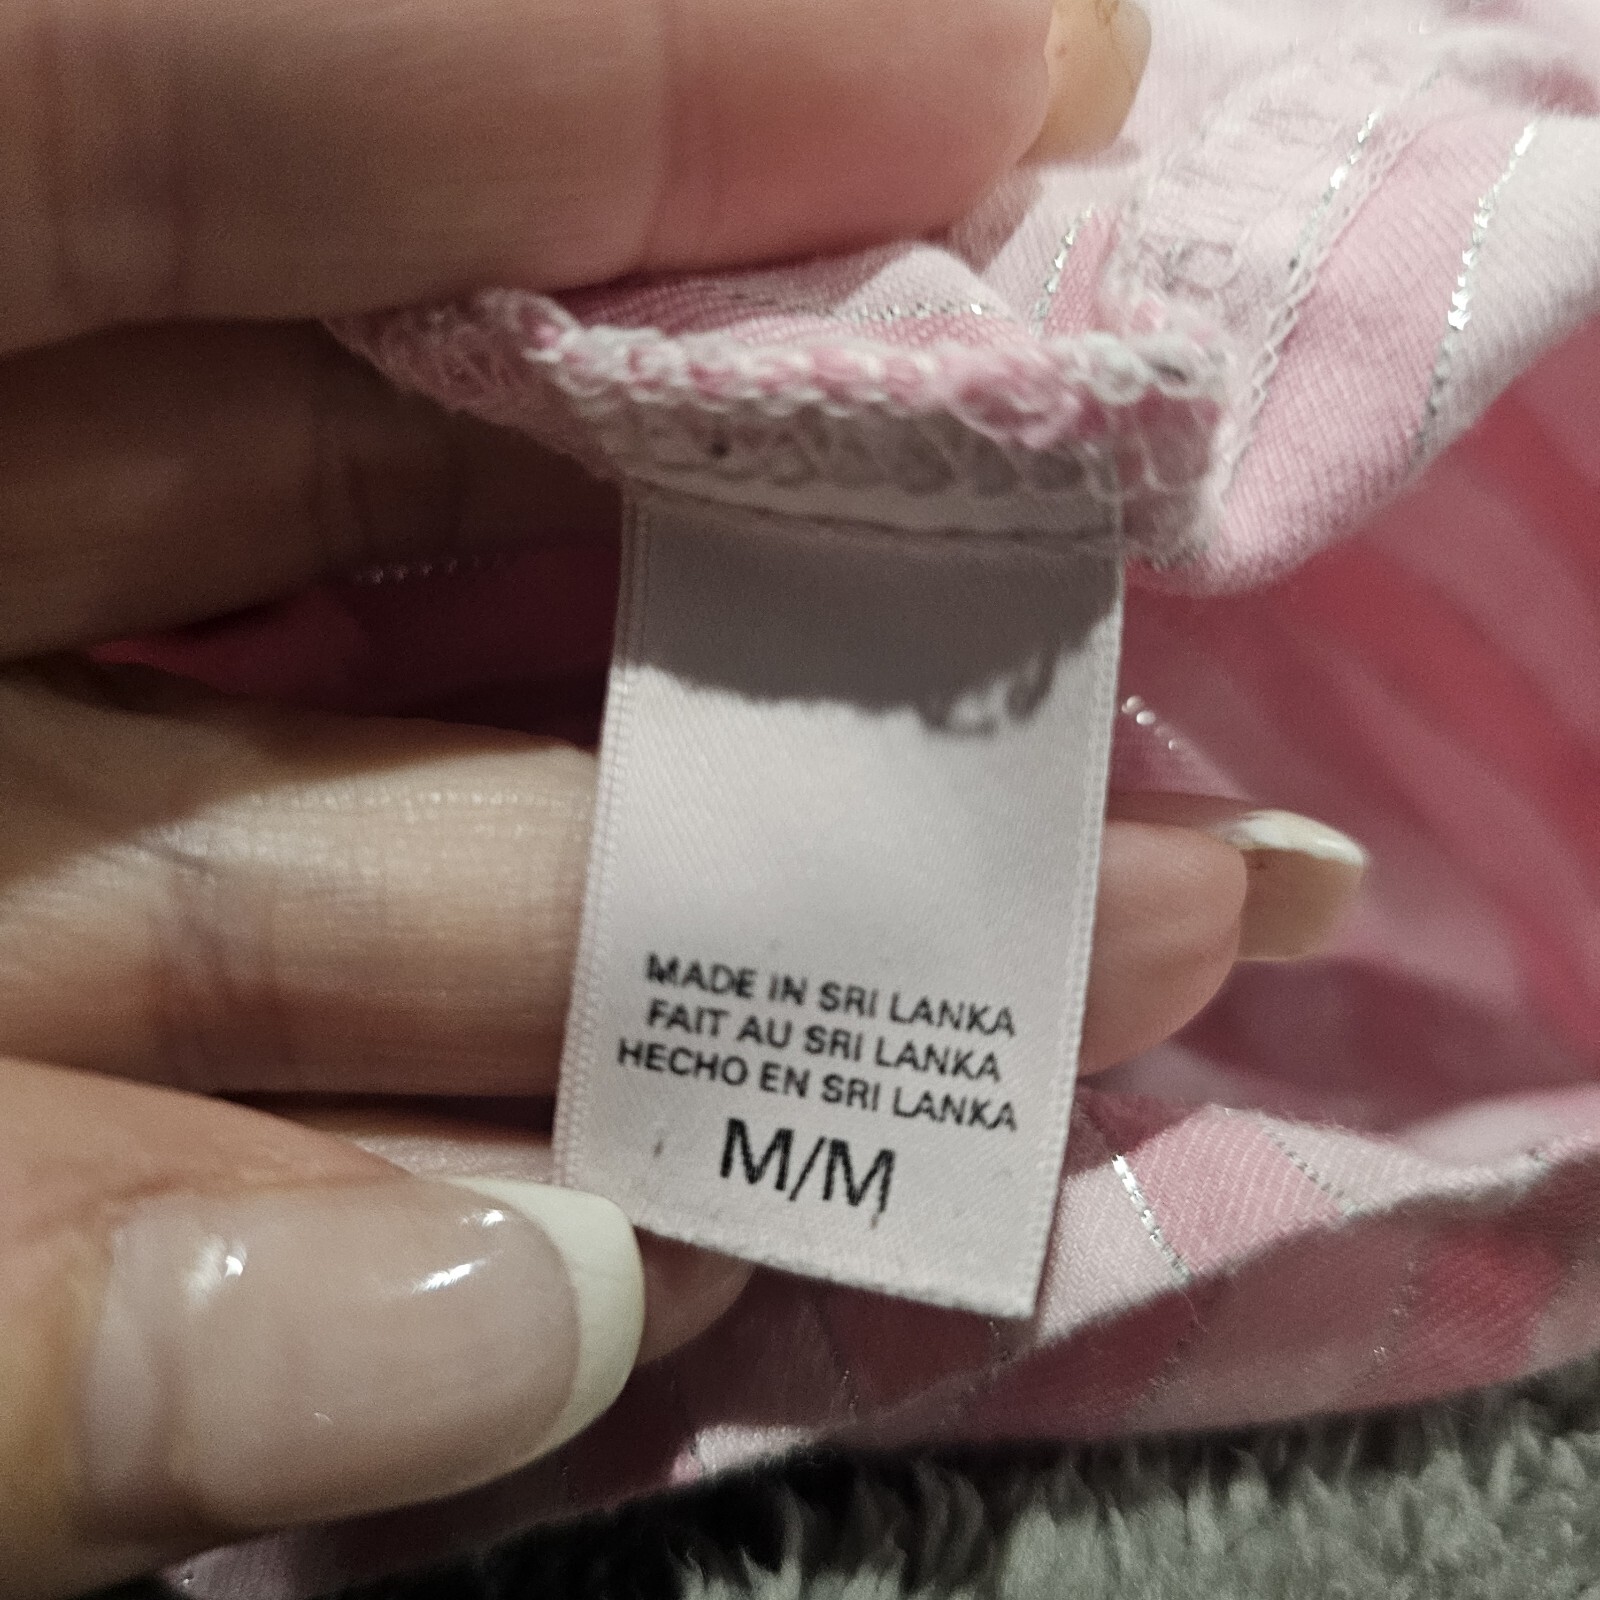 MADE IN SRI LANKA
FAIT AU SRI LANKA
HECHO EN SRI LANKA
M/M